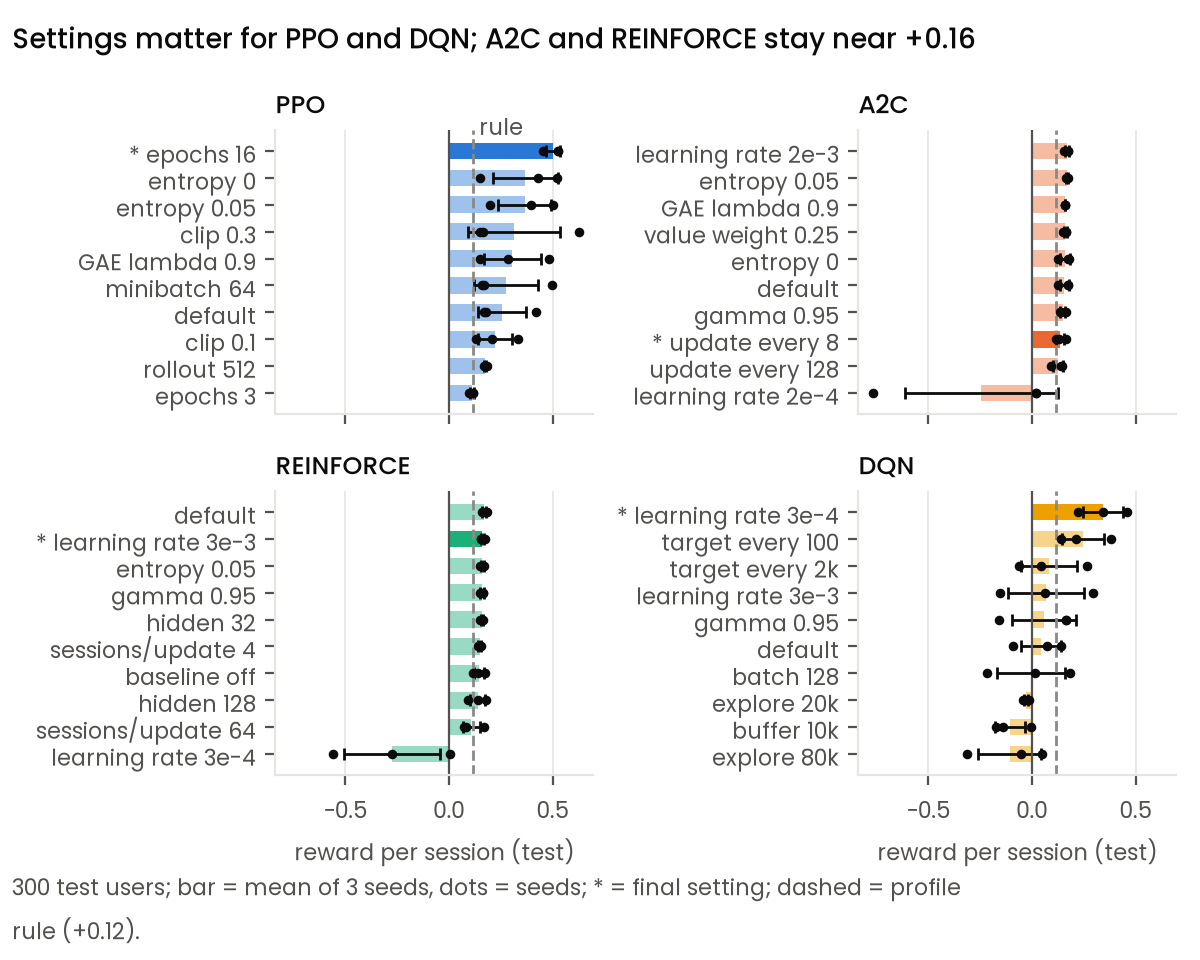 Settings matter for PPO and DQN; A2C and REINFORCE stay near +0.16
PPO
rule
* epochs 16
entropy 0
entropy 0.05
clip 0.3
GAE lambda 0.9
minibatch 64
default
clip 0.1
rollout 512
epochs 3
A2C
learning rate 2e-3
entropy 0.05
GAE lambda 0.9
value weight 0.25
entropy 0
default
gamma 0.95
* update every 8
update every 128
learning rate 2e-4
REINFORCE
default
* learning rate 3e-3
entropy 0.05
gamma 0.95
hidden 32
sessions/update 4
baseline off
hidden 128
sessions/update 64
learning rate 3e-4
−0.5 0.0 0.5
reward per session (test)
DQN
* learning rate 3e-4
target every 100
target every 2k
learning rate 3e-3
gamma 0.95
default
batch 128
explore 20k
buffer 10k
explore 80k
−0.5 0.0 0.5
reward per session (test)
300 test users; bar = mean of 3 seeds, dots = seeds; * = final setting; dashed = profile
rule (+0.12).